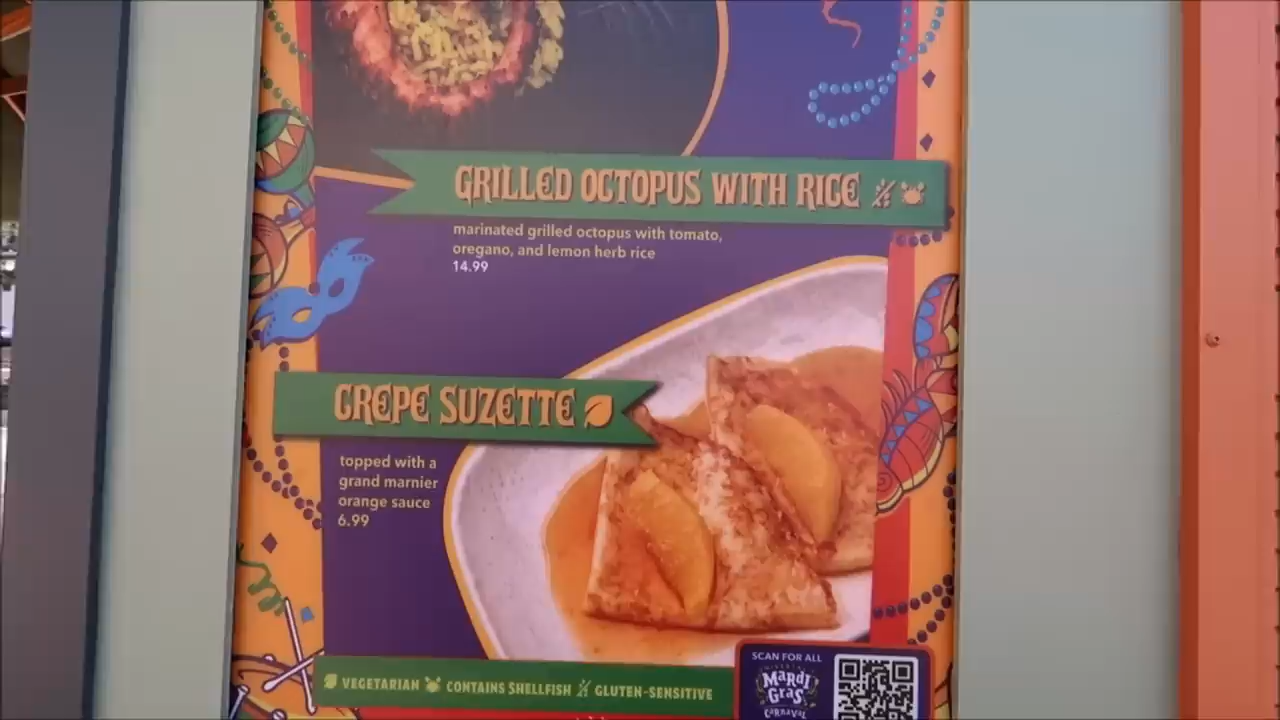 GRILLED OCTOPUS WITH RICE
marinated grilled octopus with tomato,
oregano, and lemon herb rice
14.99
CREPE SUZETTE
topped with a
grand marnier
orange sauce
6.99
VEGETARIAN CONTAINS SHELLFISH GLUTEN-SENSITIVE
SCAN FOR ALL
MARDI
GRAS
CARNAVAL